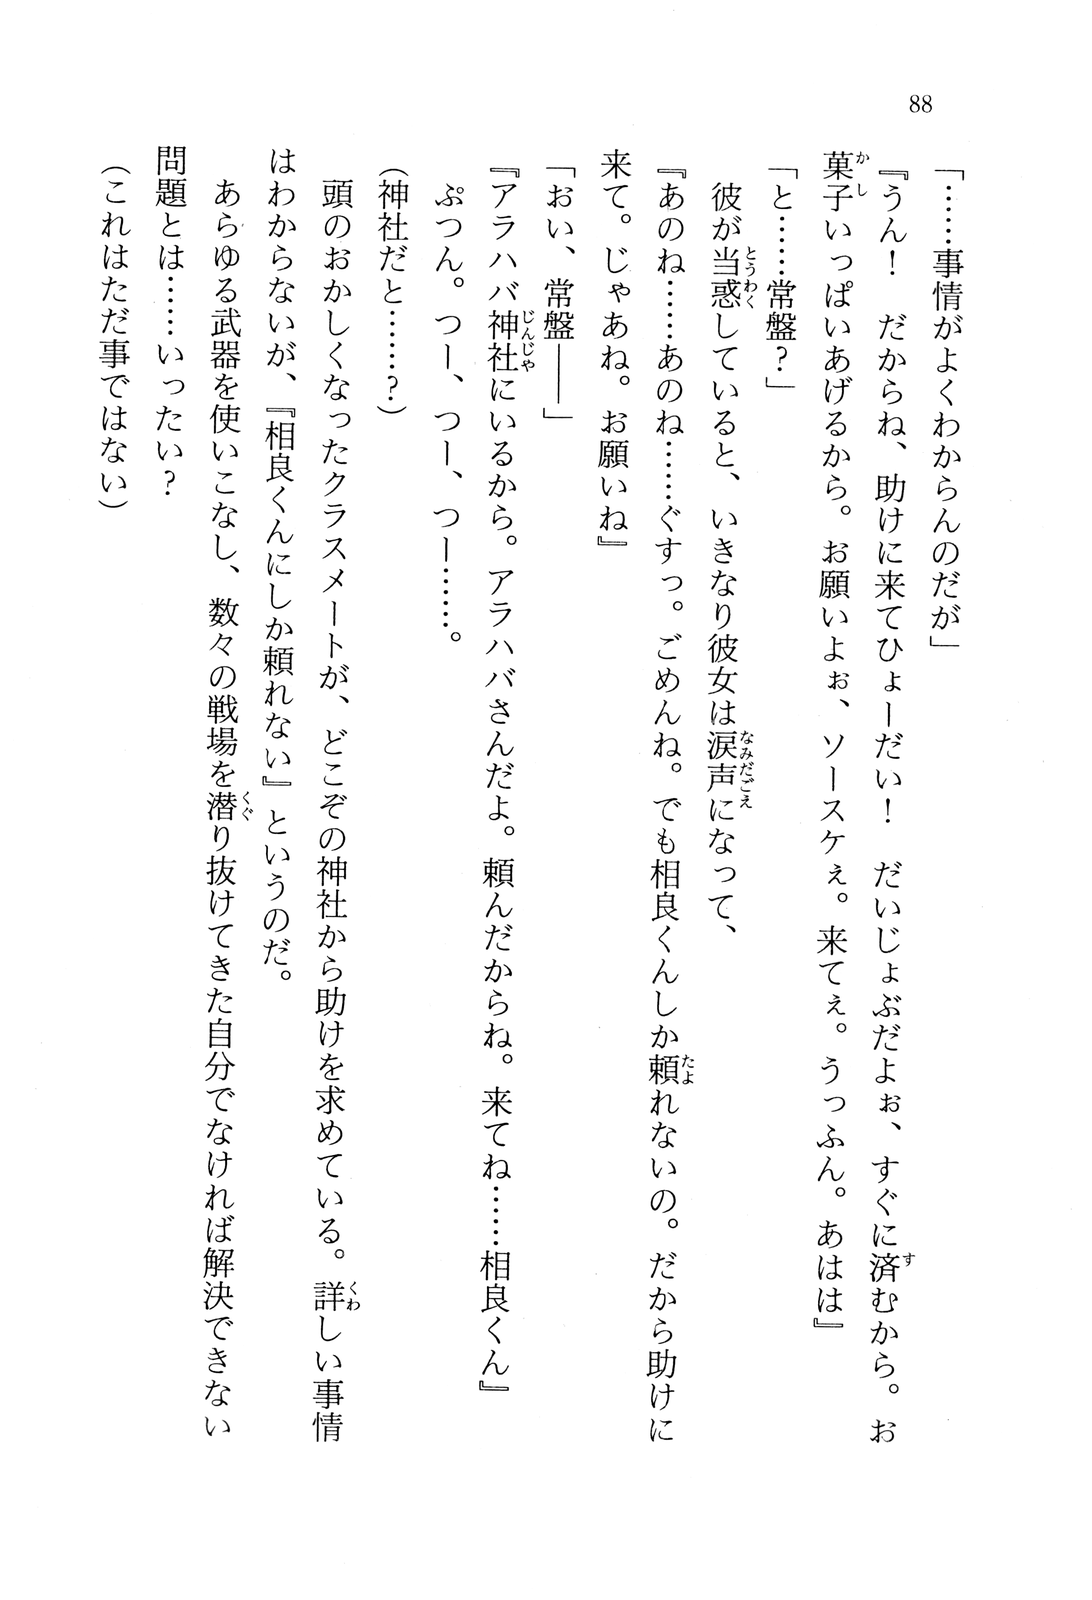 88
「……事情がよくわからんのだが」
『うん！　だからね、助けに来てひょーだい！　だいじょぶだよぉ、すぐに済むから。お
菓子いっぱいあげるから。お願いよぉ、ソースケぇ。来てぇ。うっふん。あはは』
「と……常盤？」
　彼が当惑していると、いきなり彼女は涙声になって、
『あのね……あのね……ぐすっ。ごめんね。でも相良くんしか頼れないの。だから助けに
来て。じゃあね。お願いね』
「おい、常盤――」
『アラハバ神社にいるから。アラハバさんだよ。頼んだからね。来てね……相良くん』
　ぷつん。つー、つー、つー……。
（神社だと……？）
　頭のおかしくなったクラスメートが、どこぞの神社から助けを求めている。詳しい事情
はわからないが、『相良くんにしか頼れない』というのだ。
　あらゆる武器を使いこなし、数々の戦場を潜り抜けてきた自分でなければ解決できない
問題とは……いったい？
（これはただ事ではない）